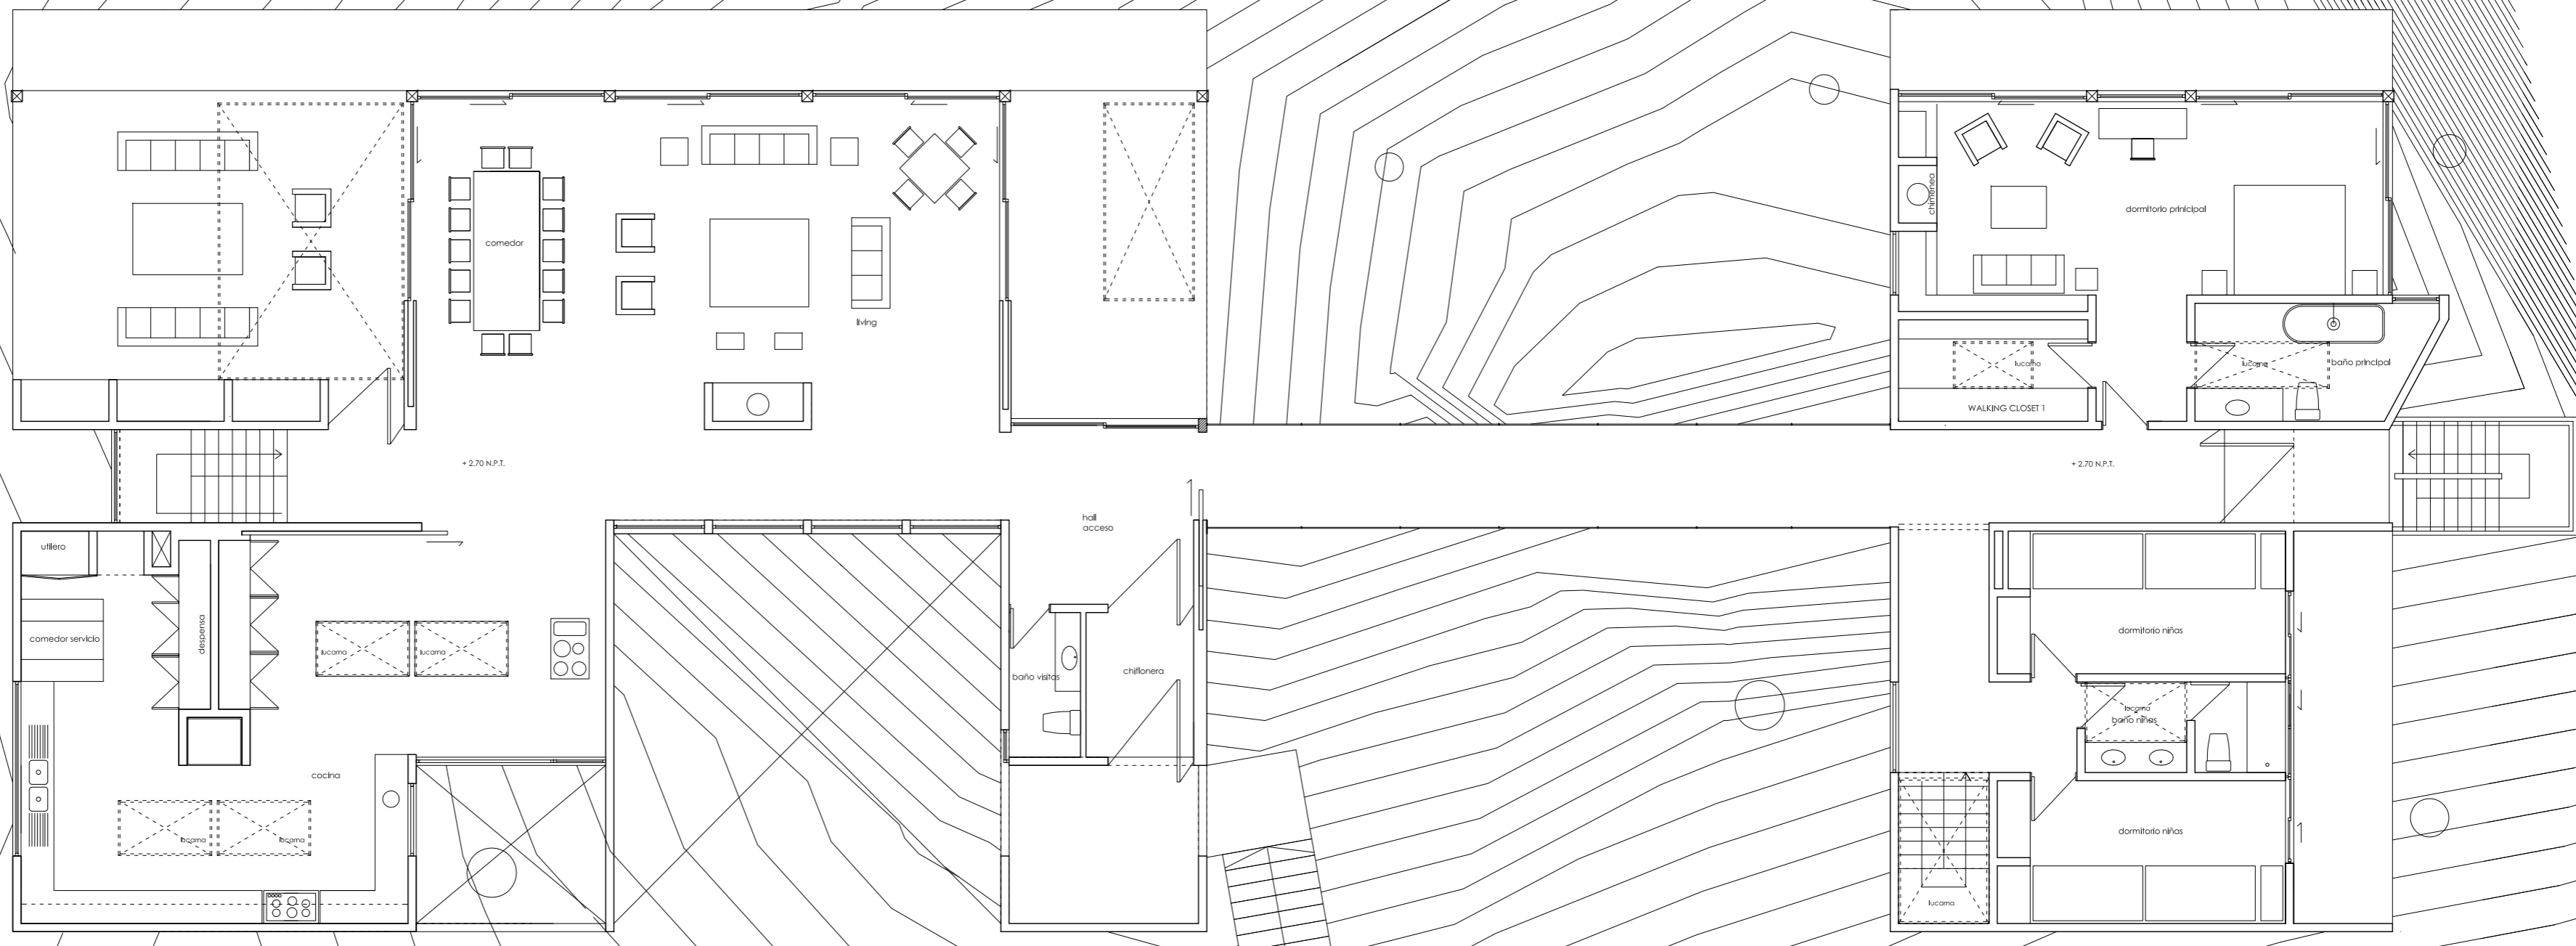 comedor
living
chimenea
dormitorio prinicipal
lucarna
WALKING CLOSET 1
lucarna
baño principal
+ 2.70 N.P.T.
+ 2.70 N.P.T.
hall
acceso
utilero
comedor servicio
despensa
lucarna
lucarna
baño visitas
chiflonera
cocina
lucarna
lucarna
dormitorio niñas
lucarna
baño niñas
dormitorio niñas
lucarna